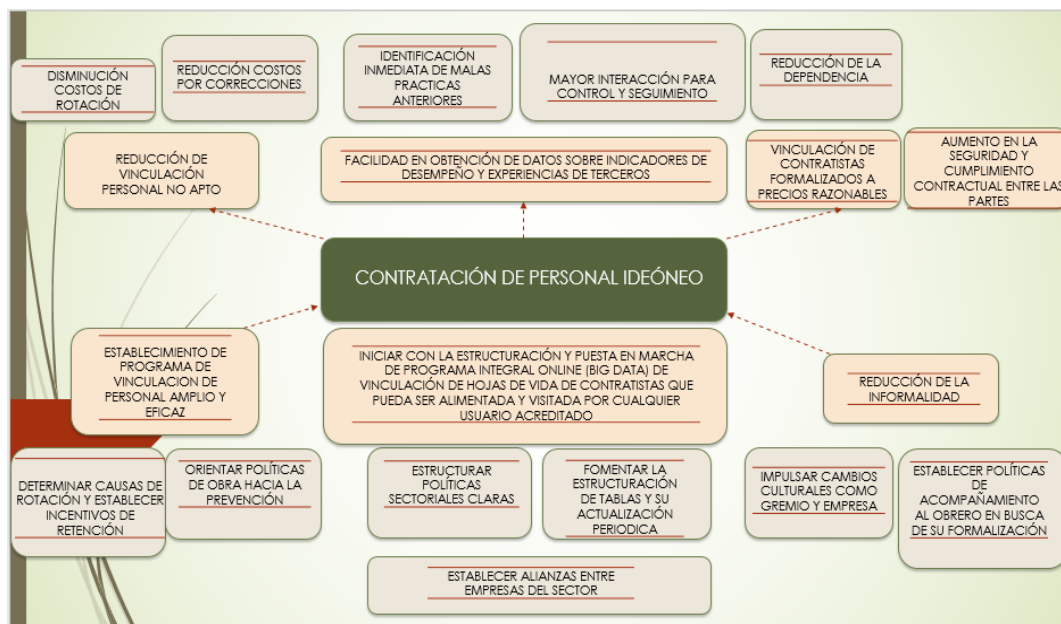 DISMINUCIÓN
COSTOS DE
ROTACIÓN
REDUCCIÓN COSTOS
POR CORRECCIONES
IDENTIFICACIÓN
INMEDIATA DE MALAS
PRACTICAS
ANTERIORES
MAYOR INTERACCIÓN PARA
CONTROL Y SEGUIMIENTO
REDUCCIÓN DE LA
DEPENDENCIA
REDUCCIÓN DE
VINCULACIÓN
PERSONAL NO APTO
FACILIDAD EN OBTENCIÓN DE DATOS SOBRE INDICADORES DE
DESEMPEÑO Y EXPERIENCIAS DE TERCEROS
VINCULACIÓN DE
CONTRATISTAS
FORMALIZADOS A
PRECIOS RAZONABLES
AUMENTO EN LA
SEGURIDAD Y
CUMPLIMIENTO
CONTRACTUAL ENTRE LAS
PARTES
CONTRATACIÓN DE PERSONAL IDEÓNEO
ESTABLECIMIENTO DE
PROGRAMA DE
VINCULACION DE
PERSONAL AMPLIO Y
EFICAZ
INICIAR CON LA ESTRUCTURACIÓN Y PUESTA EN MARCHA
DE PROGRAMA INTEGRAL ONLINE (BIG DATA) DE
VINCULACIÓN DE HOJAS DE VIDA DE CONTRATISTAS QUE
PUEDA SER ALIMENTADA Y VISITADA POR CUALQUIER
USUARIO ACREDITADO
REDUCCIÓN DE LA
INFORMALIDAD
DETERMINAR CAUSAS DE
ROTACIÓN Y ESTABLECER
INCENTIVOS DE
RETENCIÓN
ORIENTAR POLÍTICAS
DE OBRA HACIA LA
PREVENCIÓN
ESTRUCTURAR
POLÍTICAS
SECTORIALES CLARAS
FOMENTAR LA
ESTRUCTURACIÓN
DE TABLAS Y SU
ACTUALIZACIÓN
PERIODICA
IMPULSAR CAMBIOS
CULTURALES COMO
GREMIO Y EMPRESA
ESTABLECER POLÍTICAS
DE
ACOMPAÑAMIENTO
AL OBRERO EN BUSCA
DE SU FORMALIZACIÓN
ESTABLECER ALIANZAS ENTRE
EMPRESAS DEL SECTOR